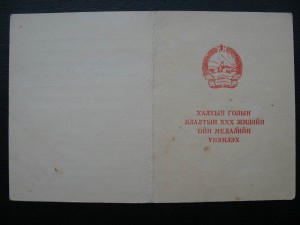 ХАЛХЫН ГОЛЫН
ЯЛАЛТЫН XXX ЖИЛИЙН
ОЙН МЕДАЛИЙН
ҮНЭМЛЭХ